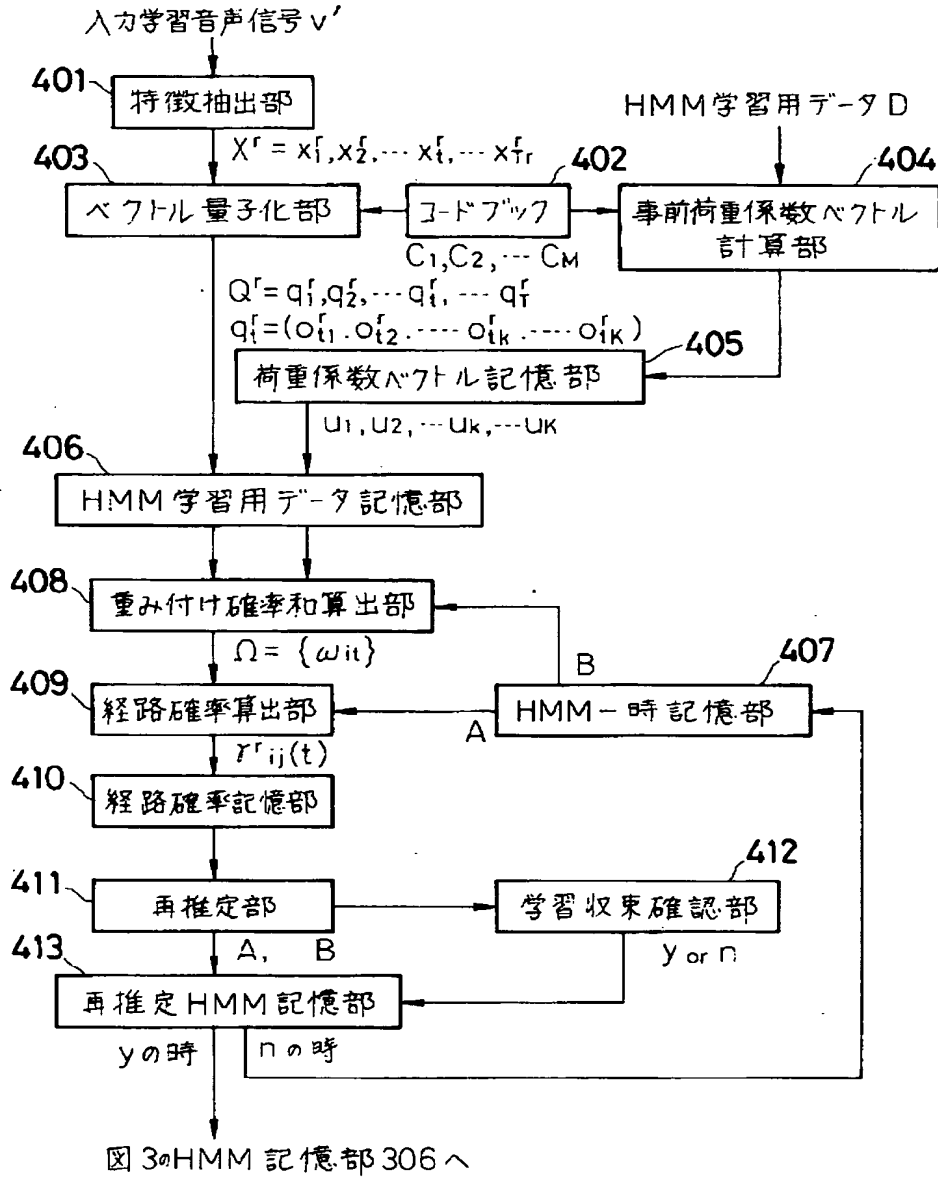 入力学習音声信号v'
401
特徴抽出部
HMM学習用データD
X^r = x^r_1, x^r_2, … x^r_t, … x^r_Tr
403
402
404
ベクトル量子化部
コードブック
事前荷重係数ベクトル
計算部
C1, C2, … CM
Q^r = q^r_1, q^r_2, … q^r_t, … q^r_T
q^r_t = (o^r_t1. o^r_t2. ‥‥ o^r_tk. ‥‥ o^r_tK)
405
荷重係数ベクトル記憶部
u1, u2, … uk, … uK
406
HMM学習用データ記憶部
408
重み付け確率和算出部
Ω = {ωit}
B
407
409
経路確率算出部
A
HMM一時記憶部
γ^r ij(t)
410
経路確率記憶部
412
411
再推定部
学習収束確認部
A, B
y or n
413
再推定HMM記憶部
yの時
nの時
図3のHMM記憶部306へ